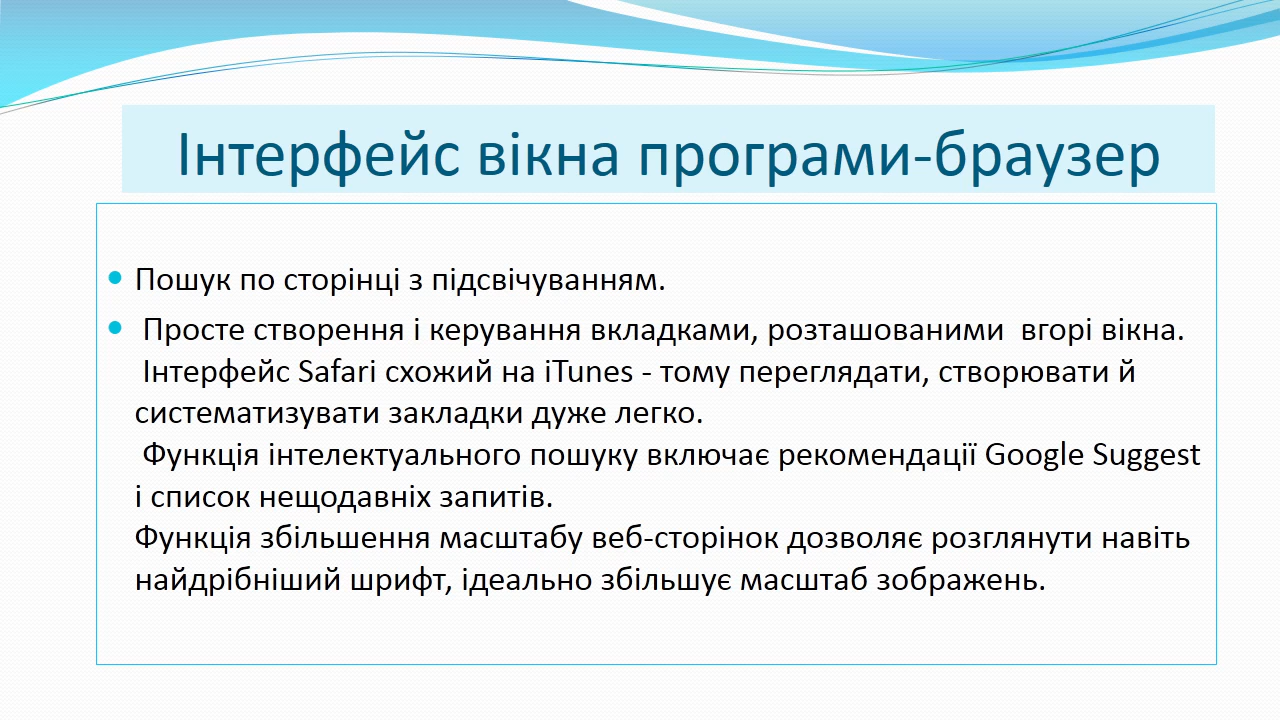 Інтерфейс вікна програми-браузер
Пошук по сторінці з підсвічуванням.
Просте створення і керування вкладками, розташованими вгорі вікна.
Інтерфейс Safari схожий на iTunes - тому переглядати, створювати й
систематизувати закладки дуже легко.
Функція інтелектуального пошуку включає рекомендації Google Suggest
і список нещодавніх запитів.
Функція збільшення масштабу веб-сторінок дозволяє розглянути навіть
найдрібніший шрифт, ідеально збільшує масштаб зображень.